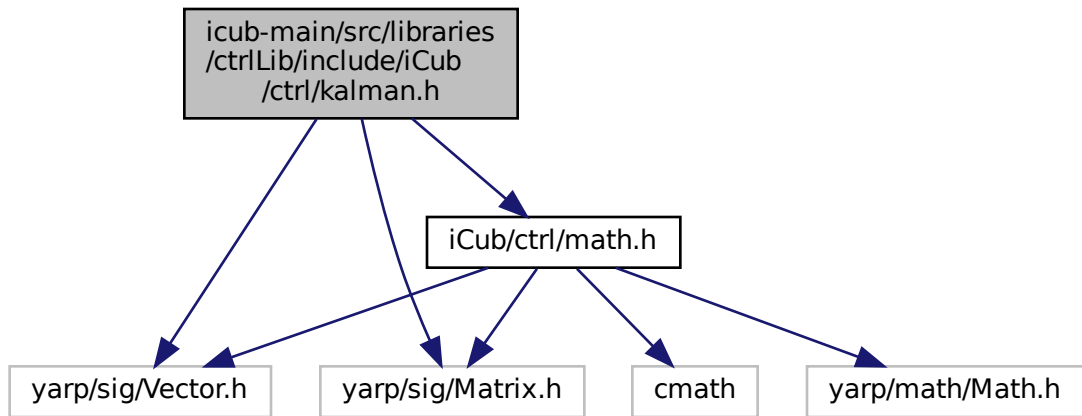 icub-main/src/libraries
/ctrlLib/include/iCub
/ctrl/kalman.h
iCub/ctrl/math.h
yarp/sig/Vector.h
yarp/sig/Matrix.h
cmath
yarp/math/Math.h